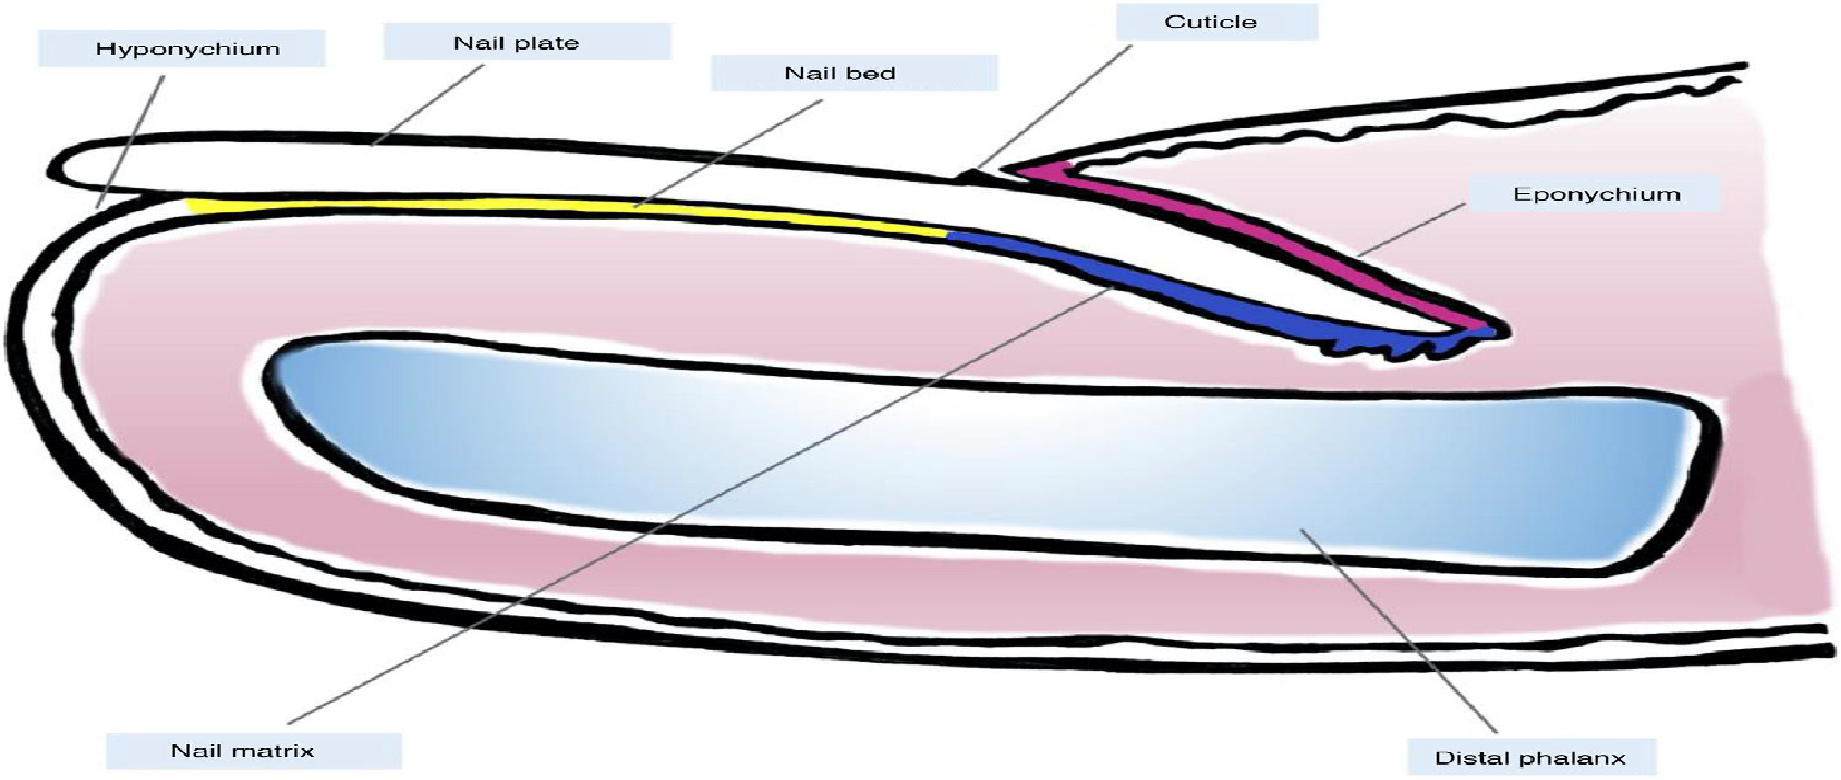 Cuticle
Hyponychium
Nail plate
Nail bed
Eponychium
Nail matrix
Distal phalanx